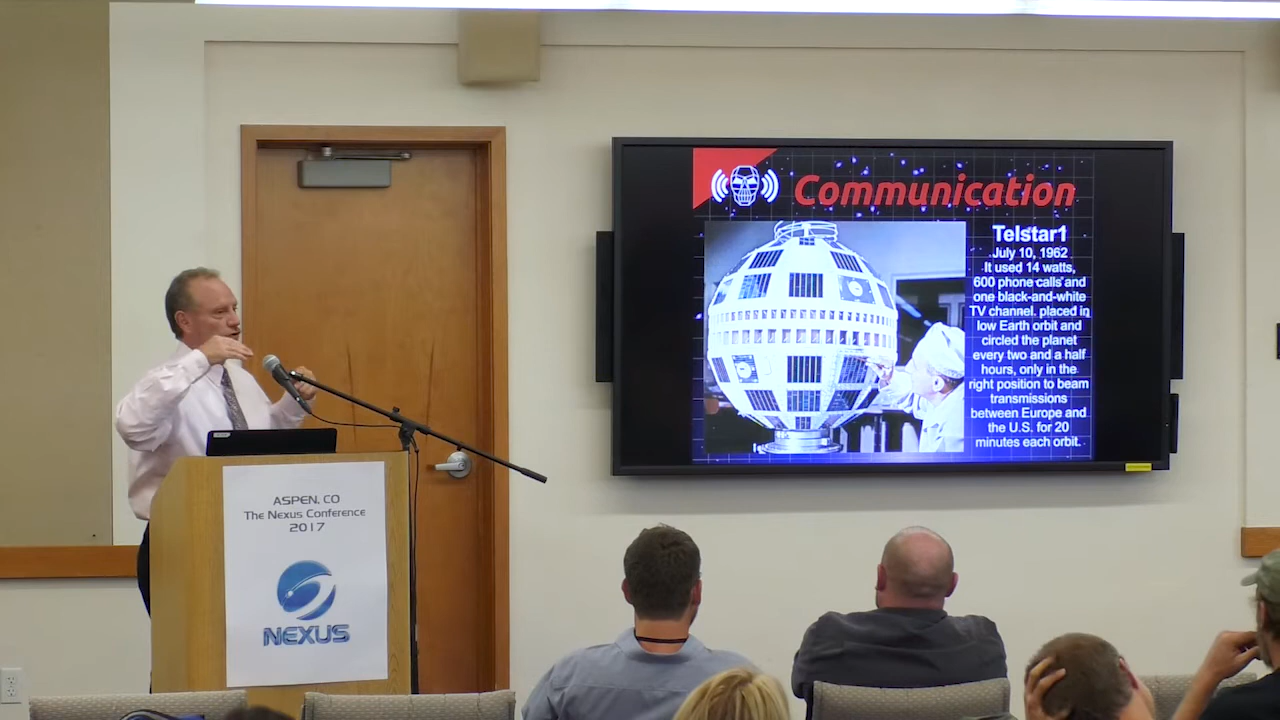 Communication
Telstar1
July 10, 1962
It used 14 watts,
600 phone calls and
one black-and-white
TV channel. placed in
low Earth orbit and
circled the planet
every two and a half
hours, only in the
right position to beam
transmissions
between Europe and
the U.S. for 20
minutes each orbit.
ASPEN, CO
The Nexus Conference
2017
NEXUS